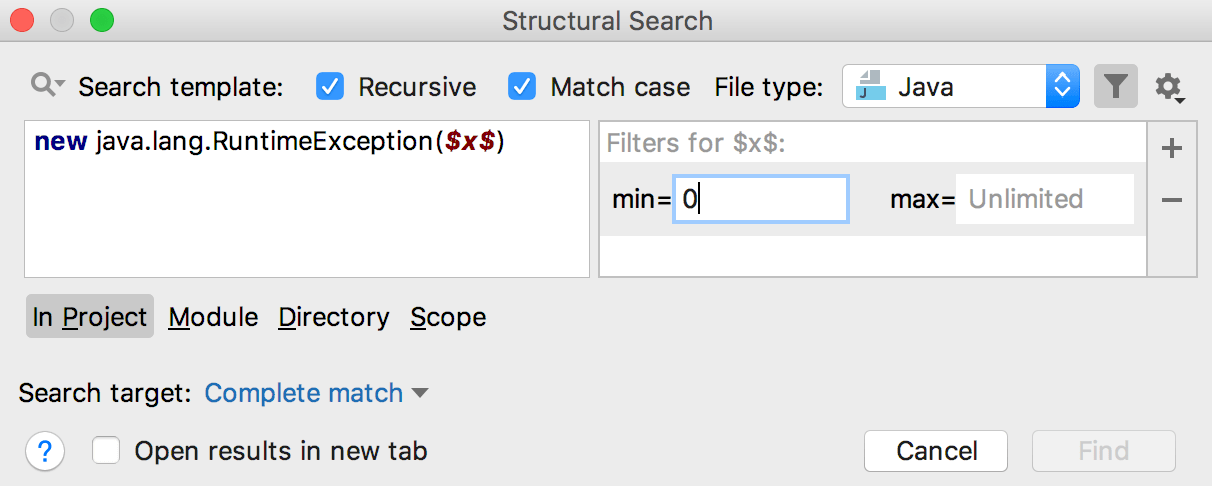 Structural Search
Search template: Recursive Match case File type: J Java
new java.lang.RuntimeException($x$)
Filters for $x$:
min= 0 max= Unlimited
In Project Module Directory Scope
Search target: Complete match
? Open results in new tab Cancel Find